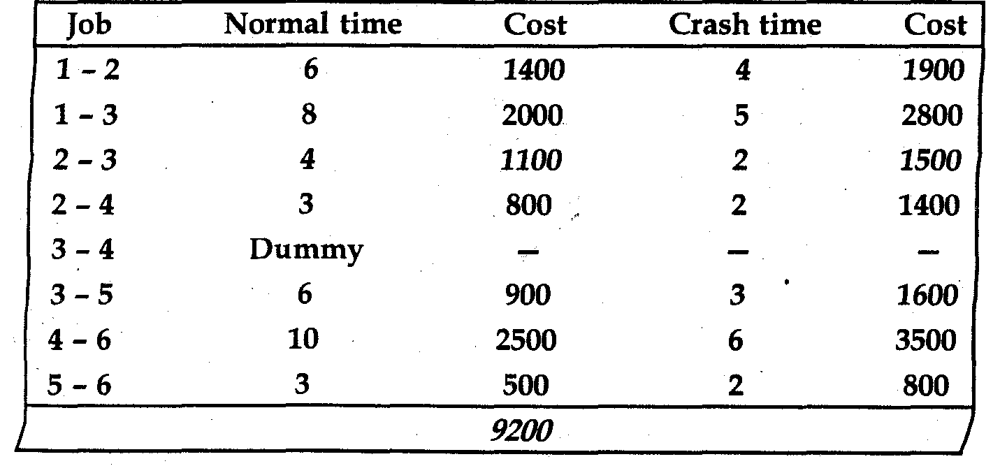 Job Normal time Cost Crash time Cost
1 – 2 6 1400 4 1900
1 – 3 8 2000 5 2800
2 – 3 4 1100 2 1500
2 – 4 3 800 2 1400
3 – 4 Dummy – – –
3 – 5 6 900 3 1600
4 – 6 10 2500 6 3500
5 – 6 3 500 2 800
9200